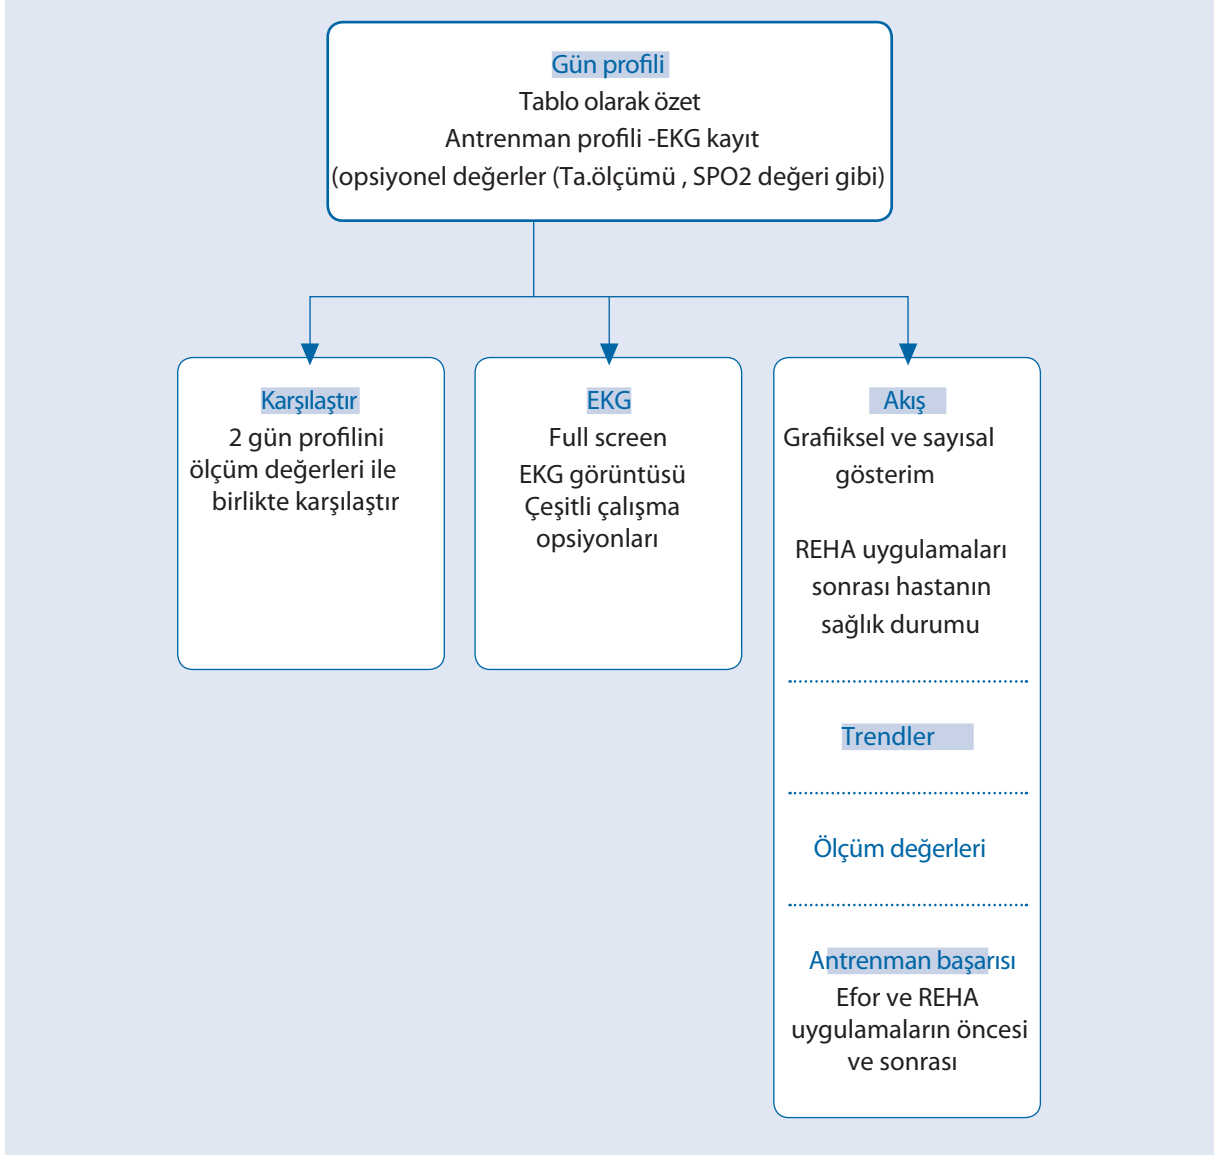 Gün profili
Tablo olarak özet
Antrenman profili -EKG kayıt
(opsiyonel değerler (Ta.ölçümü , SPO2 değeri gibi)
Karşılaştır
2 gün profilini
ölçüm değerleri ile
birlikte karşılaştır
EKG
Full screen
EKG görüntüsü
Çeşitli çalışma
opsiyonları
Akış
Grafiiksel ve sayısal
gösterim
REHA uygulamaları
sonrası hastanın
sağlık durumu
Trendler
Ölçüm değerleri
Antrenman başarısı
Efor ve REHA
uygulamaların öncesi
ve sonrası